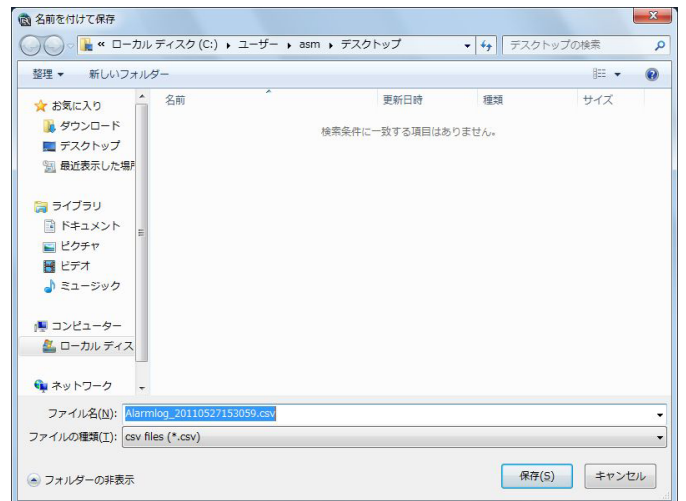 名前を付けて保存
« ローカル ディスク (C:) ▸ ユーザー ▸ asm ▸ デスクトップ
デスクトップの検索
整理 ▼ 新しいフォルダー
お気に入り
ダウンロード
デスクトップ
最近表示した場所
ライブラリ
ドキュメント
ピクチャ
ビデオ
ミュージック
コンピューター
ローカル ディス
ネットワーク
名前 更新日時 種類 サイズ
検索条件に一致する項目はありません。
ファイル名(N): Alarmlog_20110527153059.csv
ファイルの種類(T): csv files (*.csv)
フォルダーの非表示
保存(S) キャンセル